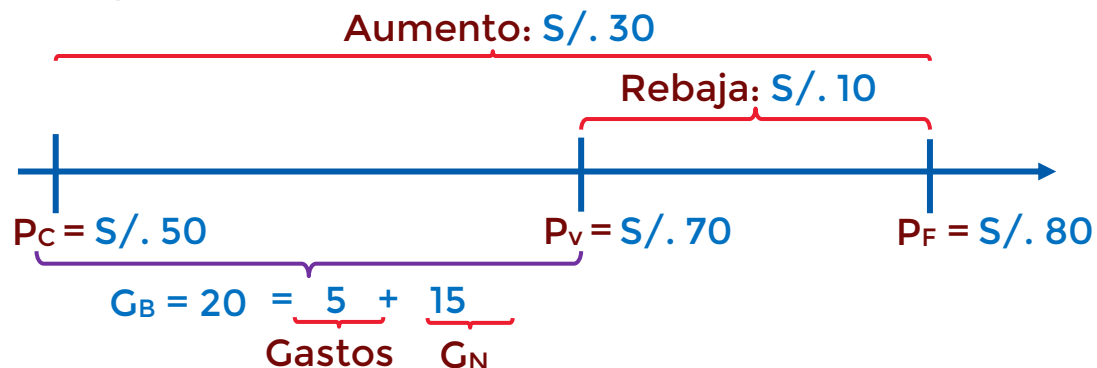 Aumento: S/. 30
Rebaja: S/. 10
PC = S/. 50
Pv = S/. 70
PF = S/. 80
GB = 20 = 5 + 15
Gastos GN